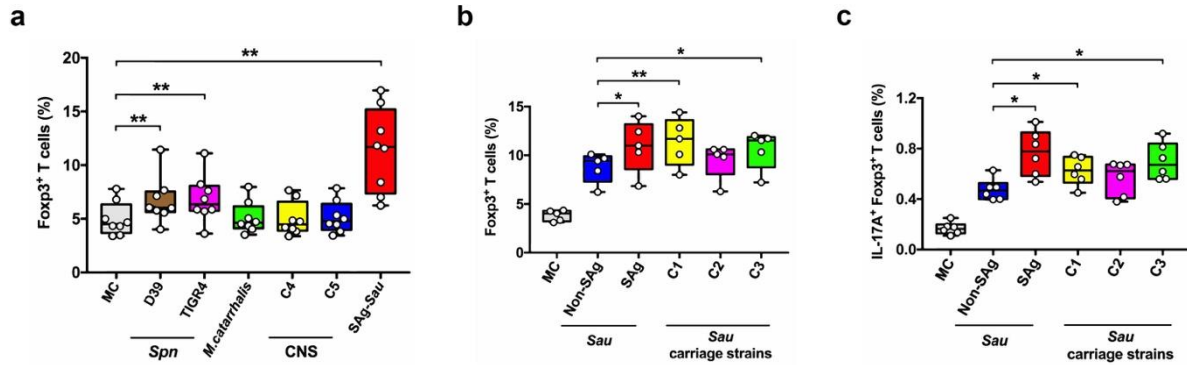 a
Foxp3+ T cells (%)
20
15
10
5
0
**
**
**
MC
D39
TIGR4
M.catarrhalis
C4
C5
SAg-Sau
Spn
CNS
b
Foxp3+ T cells (%)
15
10
5
0
*
**
*
MC
Non-SAg
SAg
C1
C2
C3
Sau
Sau
carriage strains
c
IL-17A+ Foxp3+ T cells (%)
1.2
0.8
0.4
0.0
*
*
*
MC
Non-SAg
SAg
C1
C2
C3
Sau
Sau
carriage strains